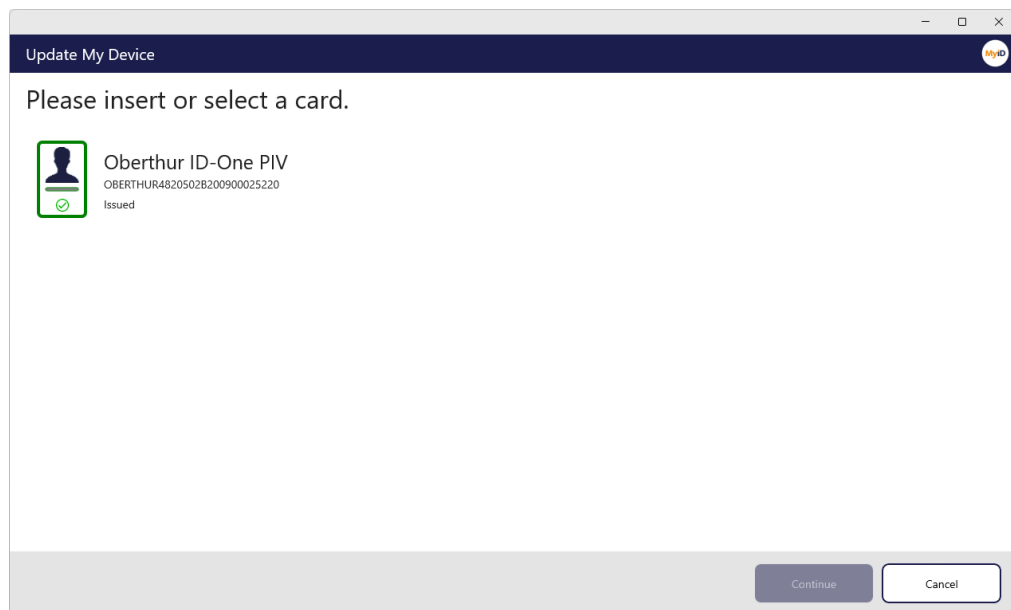 Update My Device
MyID
Please insert or select a card.
Oberthur ID-One PIV
OBERTHUR4820502B200900025220
Issued
Continue
Cancel